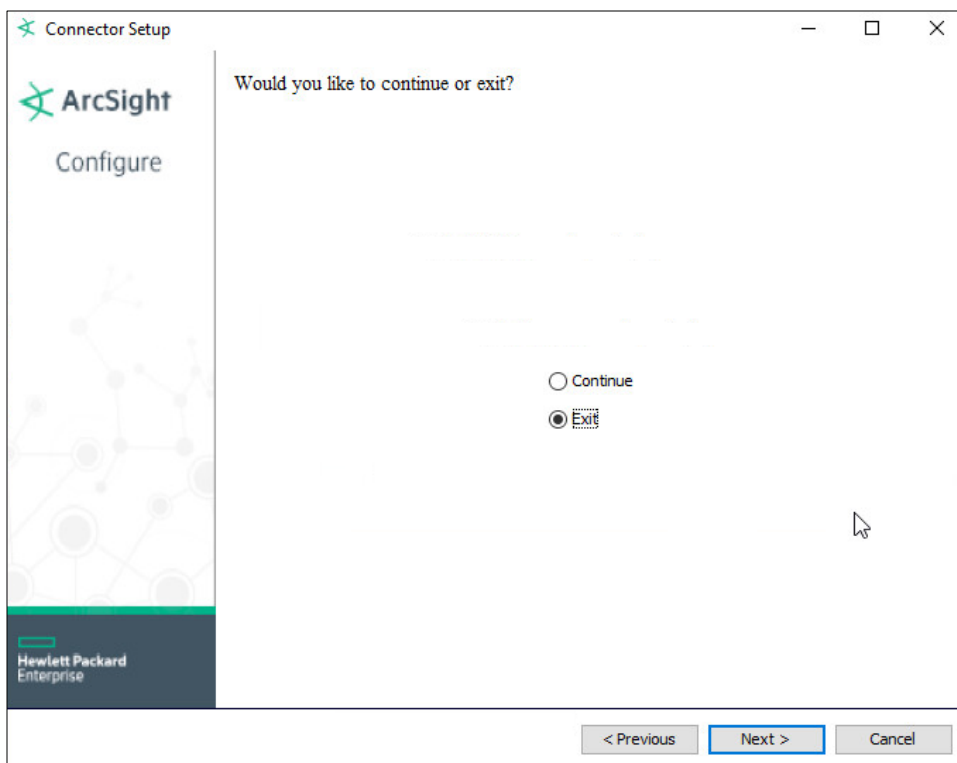 Connector Setup
ArcSight
Configure
Would you like to continue or exit?
Continue
Exit
Hewlett Packard
Enterprise
< Previous
Next >
Cancel